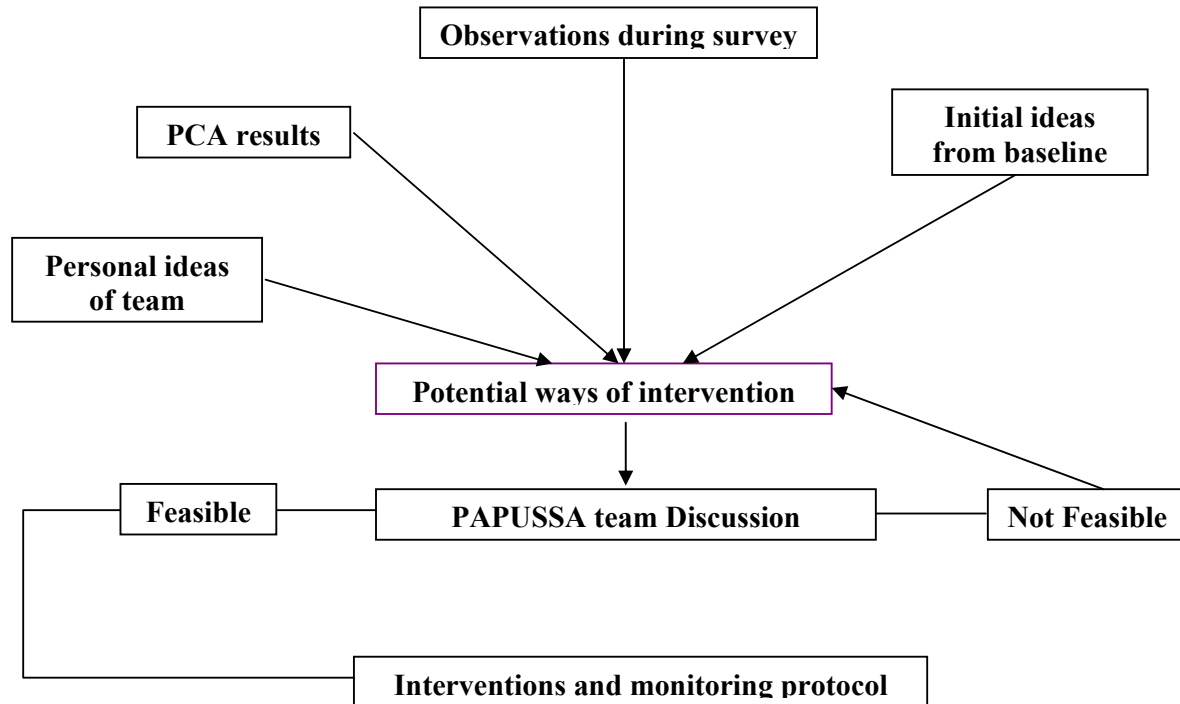 Observations during survey
PCA results
Initial ideas
from baseline
Personal ideas
of team
Potential ways of intervention
Feasible
PAPUSSA team Discussion
Not Feasible
Interventions and monitoring protocol